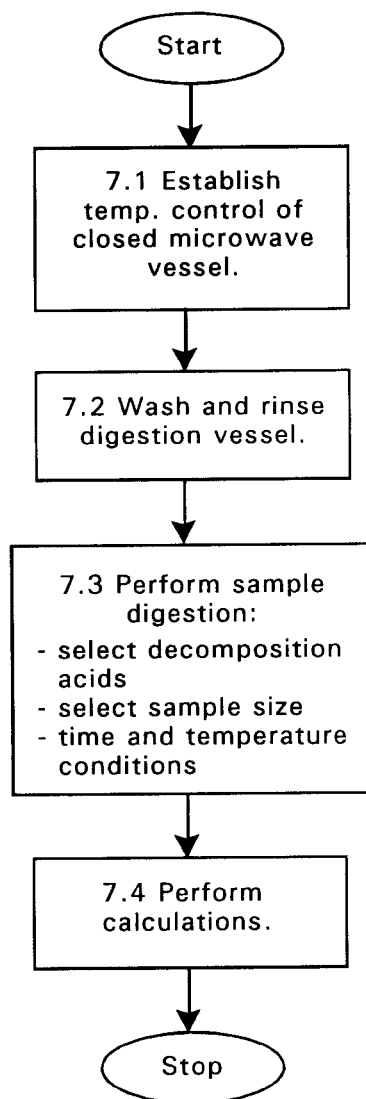 Start
7.1 Establish
temp. control of
closed microwave
vessel.
7.2 Wash and rinse
digestion vessel.
7.3 Perform sample
digestion:
- select decomposition
acids
- select sample size
- time and temperature
conditions
7.4 Perform
calculations.
Stop